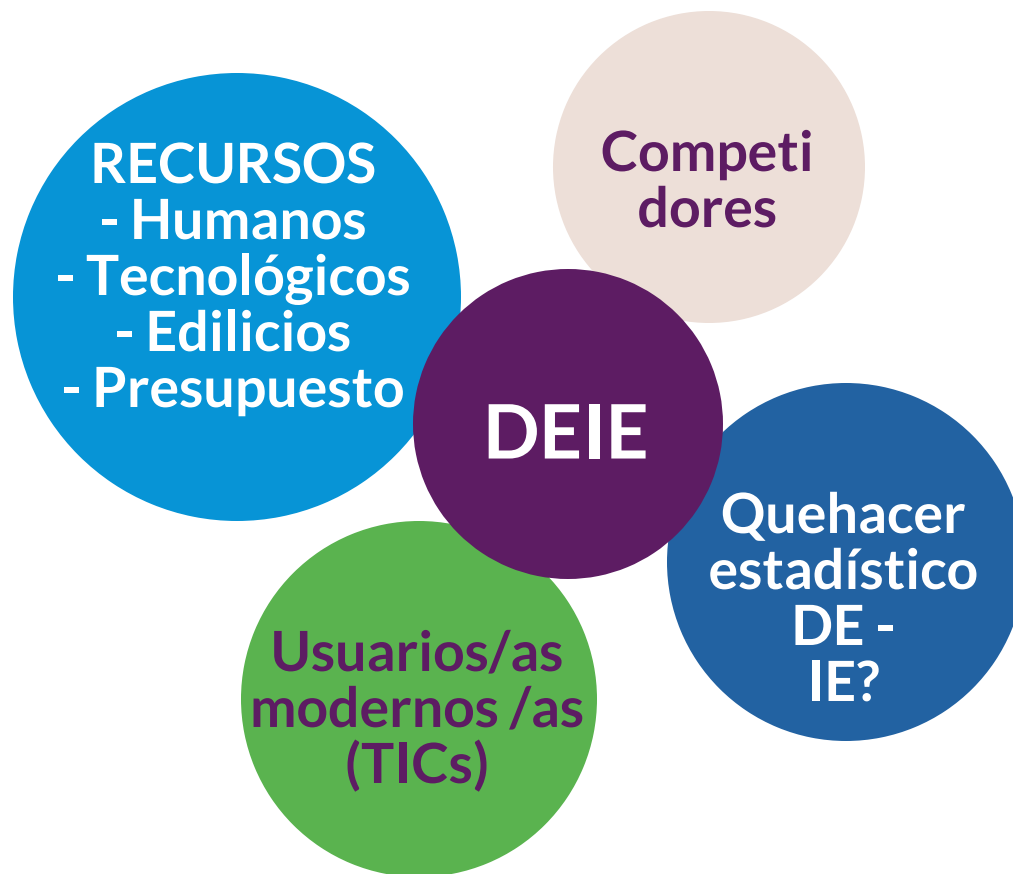 RECURSOS
- Humanos
- Tecnológicos
- Edilicios
- Presupuesto
Competi
dores
DEIE
Quehacer
estadístico
DE -
IE?
Usuarios/as
modernos /as
(TICs)